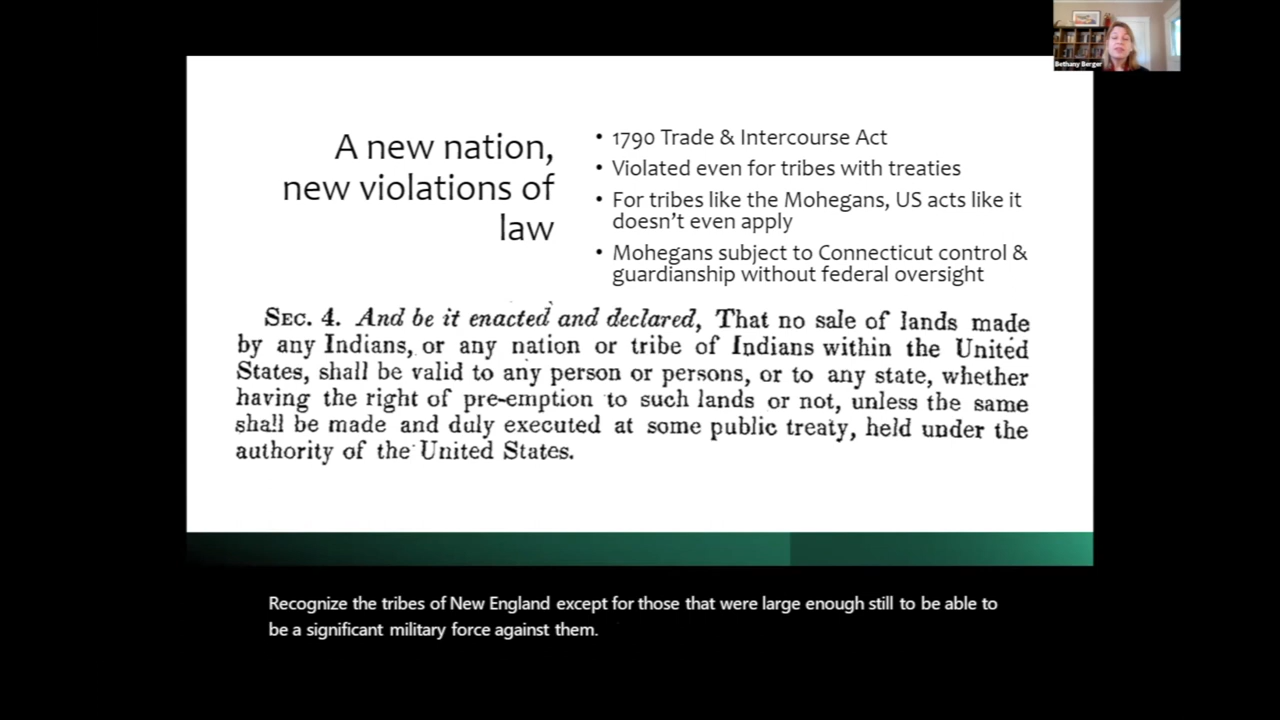 Bethany Berger
A new nation,
new violations of
law
• 1790 Trade & Intercourse Act
• Violated even for tribes with treaties
• For tribes like the Mohegans, US acts like it
doesn't even apply
• Mohegans subject to Connecticut control &
guardianship without federal oversight
SEC. 4. And be it enacted and declared, That no sale of lands made
by any Indians, or any nation or tribe of Indians within the United
States, shall be valid to any person or persons, or to any state, whether
having the right of pre-emption to such lands or not, unless the same
shall be made and duly executed at some public treaty, held under the
authority of the United States.
Recognize the tribes of New England except for those that were large enough still to be able to
be a significant military force against them.